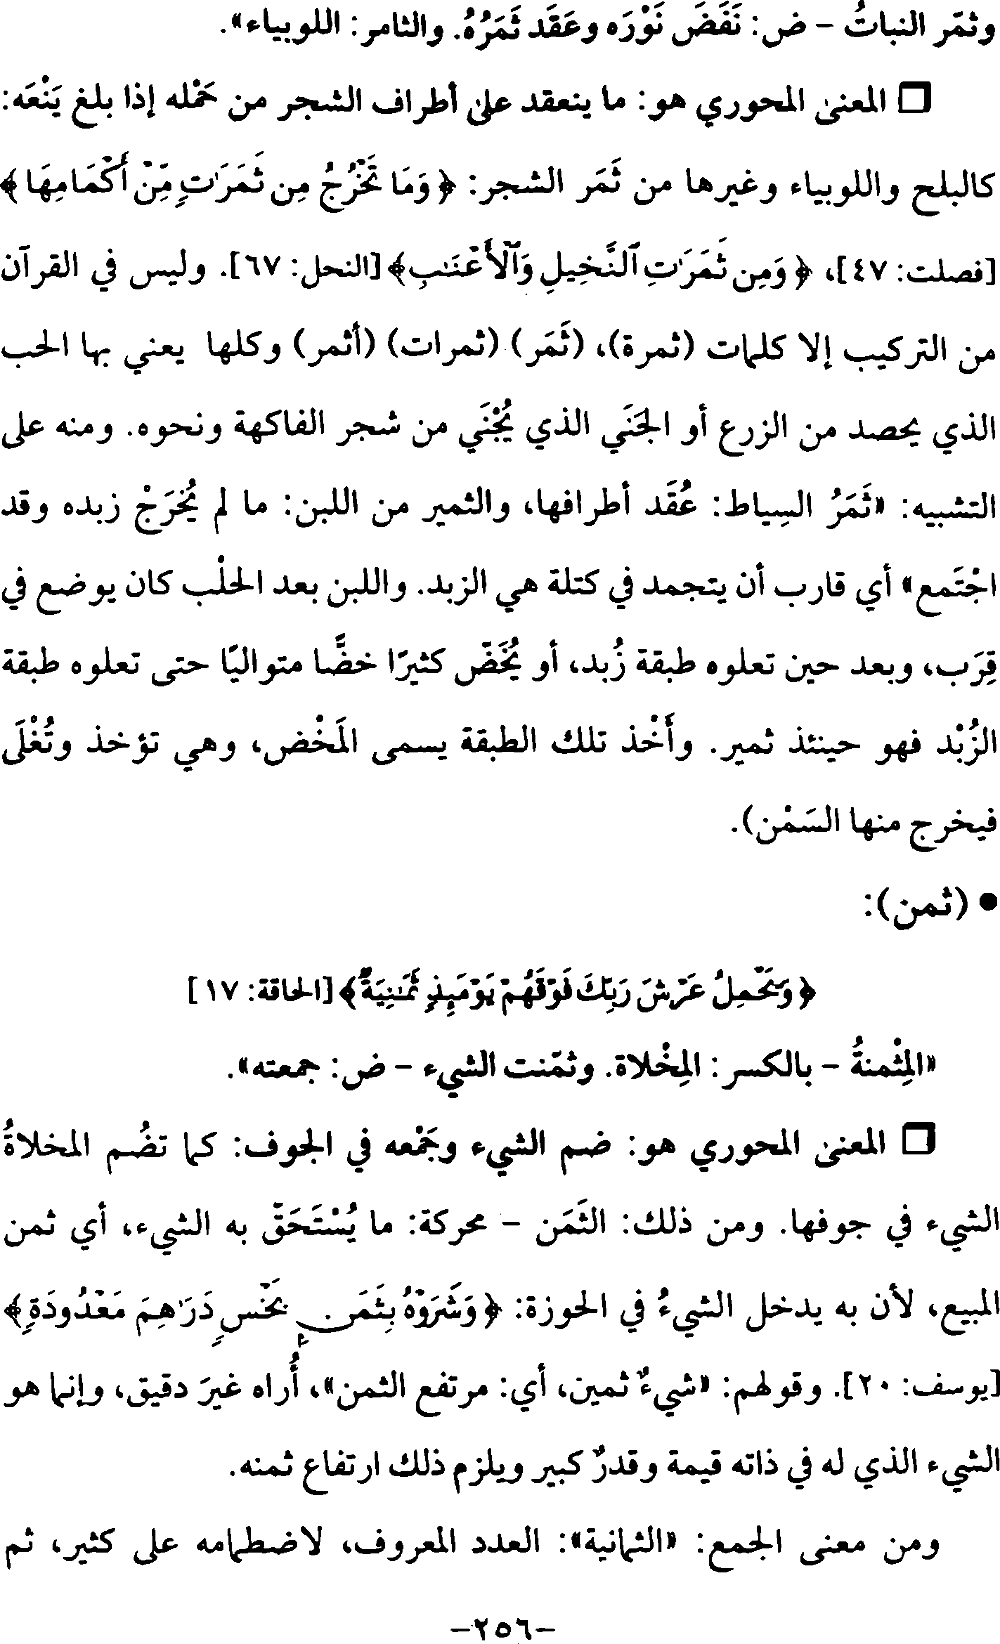 وثمّر النباتُ – ض: نَفَضَ نَوْرَه وعَقَد ثَمَرُهُ. والثامر: اللوبياء».
❒ المعنى المحوري هو: ما ينعقد على أطراف الشجر من حَمْله إذا بلغ يَنْعَه:
كالبلح واللوبياء وغيرها من ثَمَر الشجر: ﴿وَمَا تَخْرُجُ مِن ثَمَرَٰتٍ مِّنْ أَكْمَامِهَا﴾
[فصلت: ٤٧]، ﴿وَمِن ثَمَرَٰتِ ٱلنَّخِيلِ وَٱلْأَعْنَٰبِ﴾ [النحل: ٦٧]. وليس في القرآن
من التركيب إلا كلمات (ثمرة)، (ثَمَر) (ثمرات) (أثمر) وكلها يعني بها الحب
الذي يحصد من الزرع أو الجَنَي الذي يُجْنَي من شجر الفاكهة ونحوه. ومنه على
التشبيه: «ثَمَرُ السِياط: عُقَد أطرافها، والثمير من اللبن: ما لم يُخرَجْ زبده وقد
اجْتَمع» أي قارب أن يتجمد في كتلة هي الزبد. واللبن بعد الحلْب كان يوضع في
قِرَب، وبعد حين تعلوه طبقة زُبد، أو يُخَضّ كثيرًا خضًّا متواليًا حتى تعلوه طبقة
الزُبْد فهو حينئذ ثمير. وأَخْذ تلك الطبقة يسمى المَخْض، وهي تؤخذ وتُغْلَى
فيخرج منها السَمْن).
• (ثمن):
﴿وَيَحْمِلُ عَرْشَ رَبِّكَ فَوْقَهُمْ يَوْمَئِذٍ ثَمَٰنِيَةٌ﴾ [الحاقة: ١٧]
«المِثْمنةُ – بالكسر: المِخْلاة. وثمّنت الشيء – ض: جمعته».
❒ المعنى المحوري هو: ضم الشيء وجَمْعه في الجوف: كما تضُم المخلاةُ
الشيء في جوفها. ومن ذلك: الثَمَن – محركة: ما يُسْتَحَقّ به الشيء، أي ثمن
المبيع، لأن به يدخل الشيءُ في الحوزة: ﴿وَشَرَوْهُ بِثَمَنٍۭ بَخْسٍ دَرَٰهِمَ مَعْدُودَةٍ﴾
[يوسف: ٢٠]. وقولهم: «شيءٌ ثمين، أي: مرتفع الثمن»، أُراه غيرَ دقيق، وإنما هو
الشيء الذي له في ذاته قيمة وقدرٌ كبير ويلزم ذلك ارتفاع ثمنه.
ومن معنى الجمع: «الثمانية»: العدد المعروف، لاضطمامه على كثير، ثم
-٢٥٦-